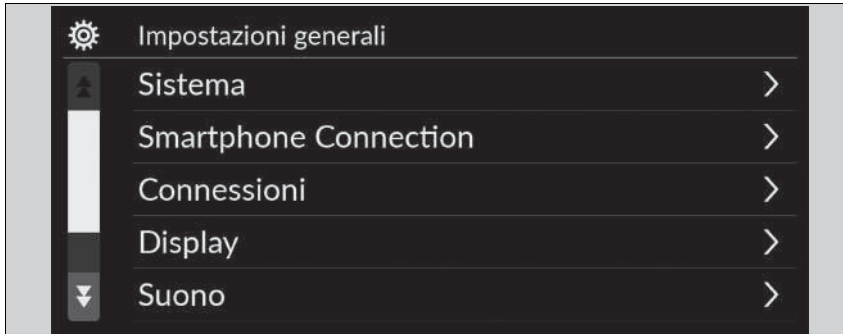 Impostazioni generali
Sistema
Smartphone Connection
Connessioni
Display
Suono